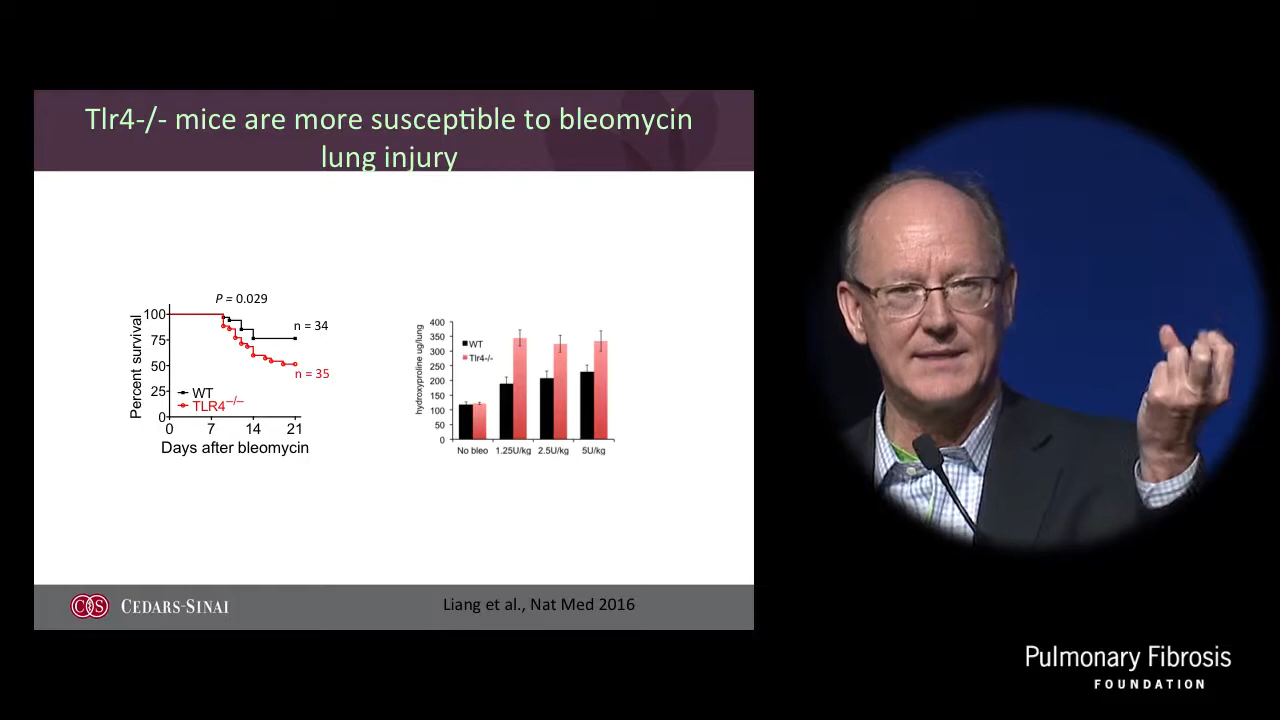 Tlr4-/- mice are more susceptible to bleomycin
lung injury
P = 0.029
100
75
50
25
0
Percent survival
n = 34
n = 35
WT
TLR4−/−
0 7 14 21
Days after bleomycin
400
350
300
250
200
150
100
50
0
hydroxyproline ug/lung
WT
Tlr4-/-
No bleo 1.25U/kg 2.5U/kg 5U/kg
CS CEDARS-SINAI
Liang et al., Nat Med 2016
Pulmonary Fibrosis
FOUNDATION